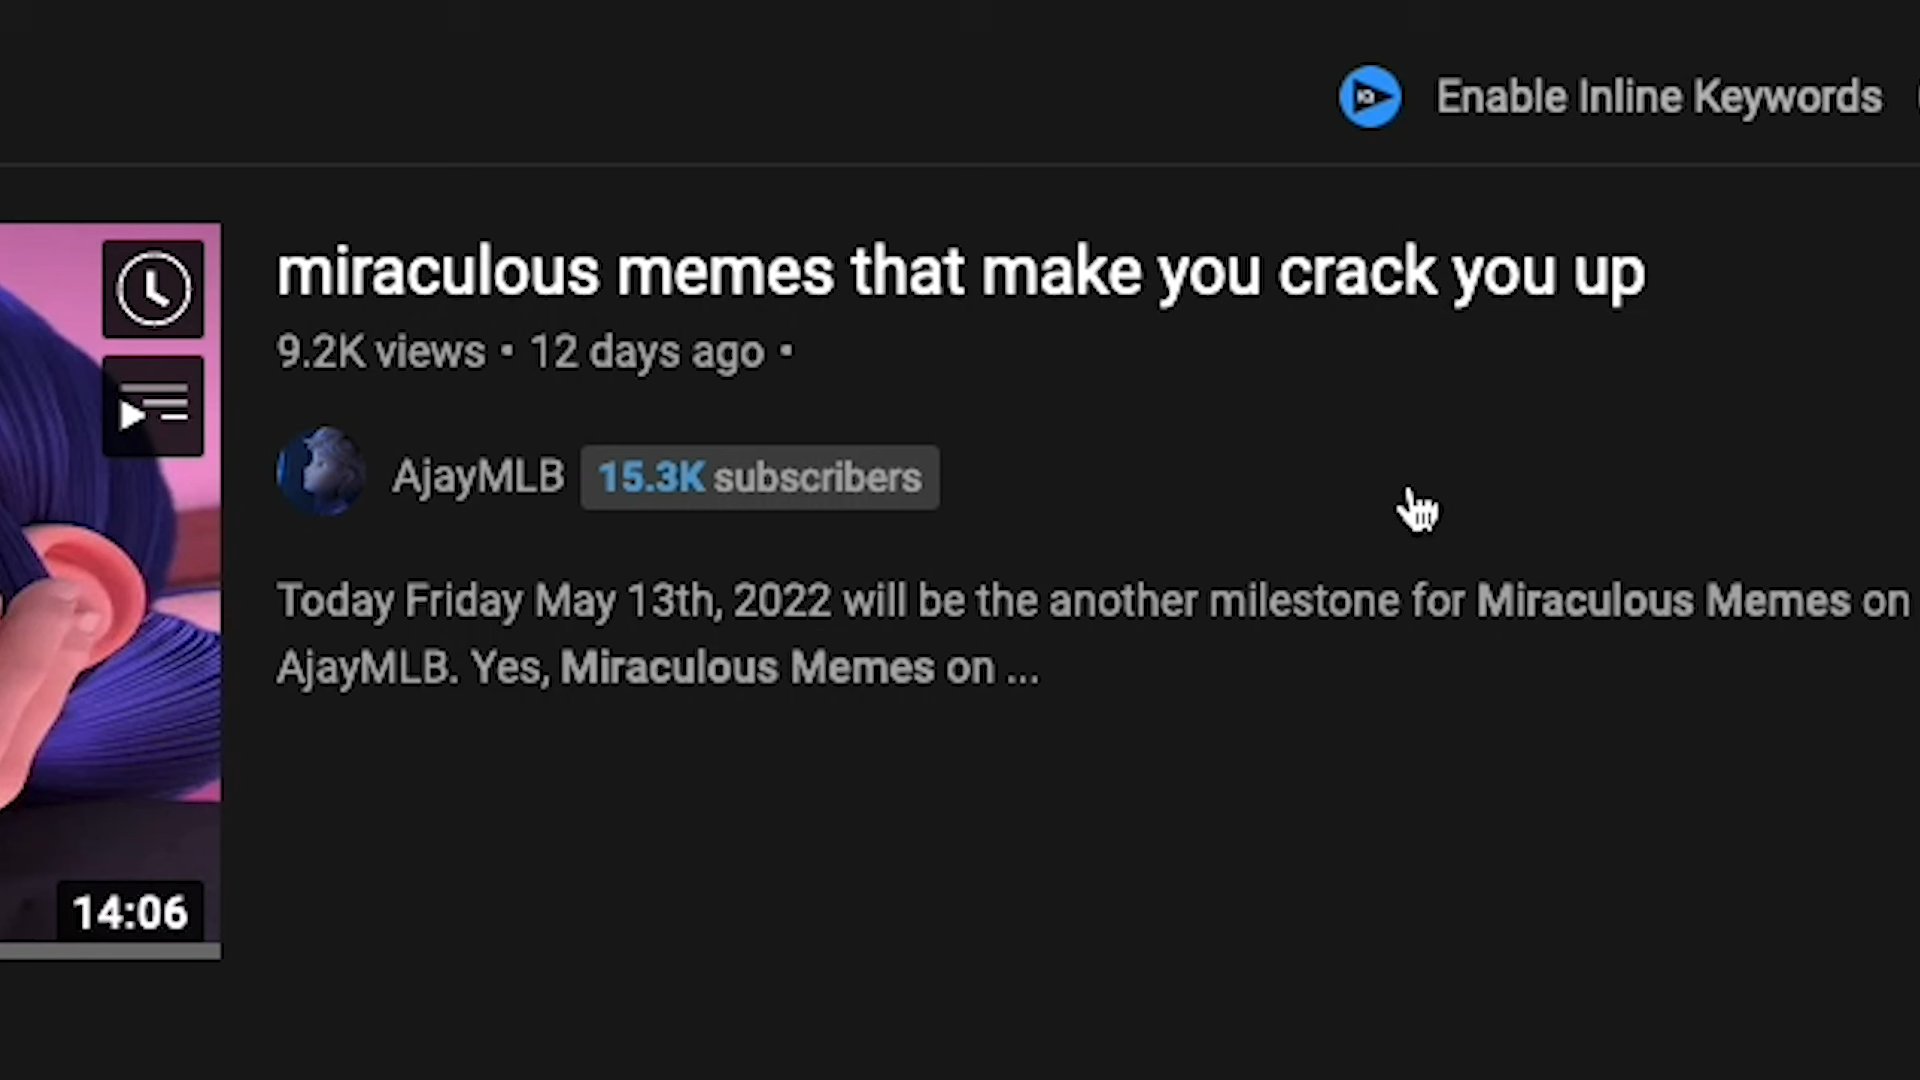 Enable Inline Keywords
miraculous memes that make you crack you up
9.2K views • 12 days ago •
AjayMLB 15.3K subscribers
Today Friday May 13th, 2022 will be the another milestone for Miraculous Memes on
AjayMLB. Yes, Miraculous Memes on ...
14:06